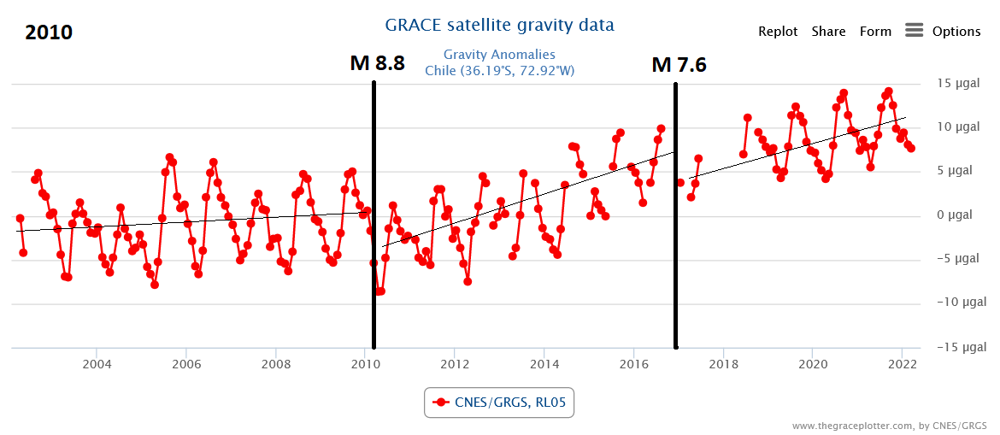 2010
GRACE satellite gravity data
Replot Share Form Options
M 8.8
Gravity Anomalies
Chile (36.19°S, 72.92°W)
M 7.6
15 µgal
10 µgal
5 µgal
0 µgal
−5 µgal
−10 µgal
−15 µgal
2004 2006 2008 2010 2012 2014 2016 2018 2020 2022
CNES/GRGS, RL05
www.thegraceplotter.com, by CNES/GRGS